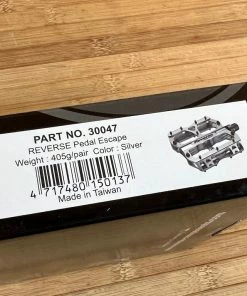 PART NO. 30047
REVERSE Pedal Escape
Weight : 405g/pair Color : Silver
4 717480 150137
Made in Taiwan